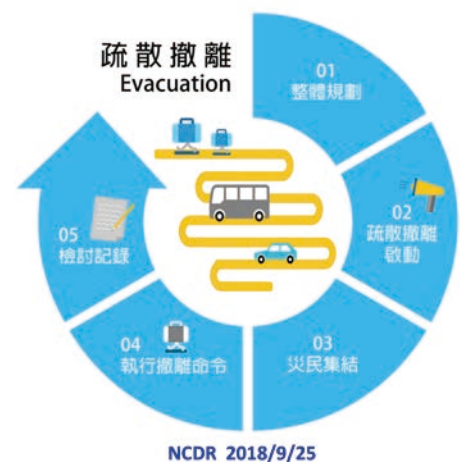 疏散撤離
Evacuation
01
整體規劃
02
疏散撤離
啟動
03
災民集結
04
執行撤離命令
05
檢討記錄
NCDR 2018/9/25